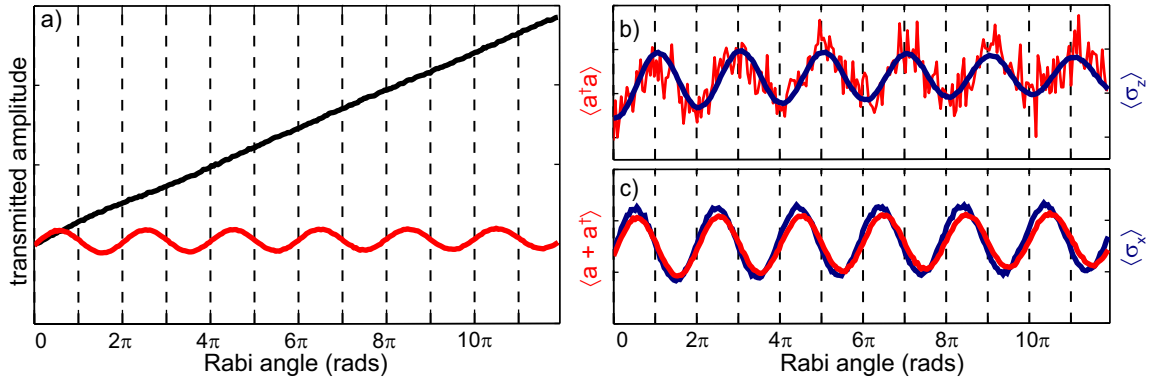 a)
transmitted amplitude
0 2π 4π 6π 8π 10π
Rabi angle (rads)
b)
⟨a†a⟩
⟨σz⟩
c)
⟨a + a†⟩
⟨σx⟩
0 2π 4π 6π 8π 10π
Rabi angle (rads)